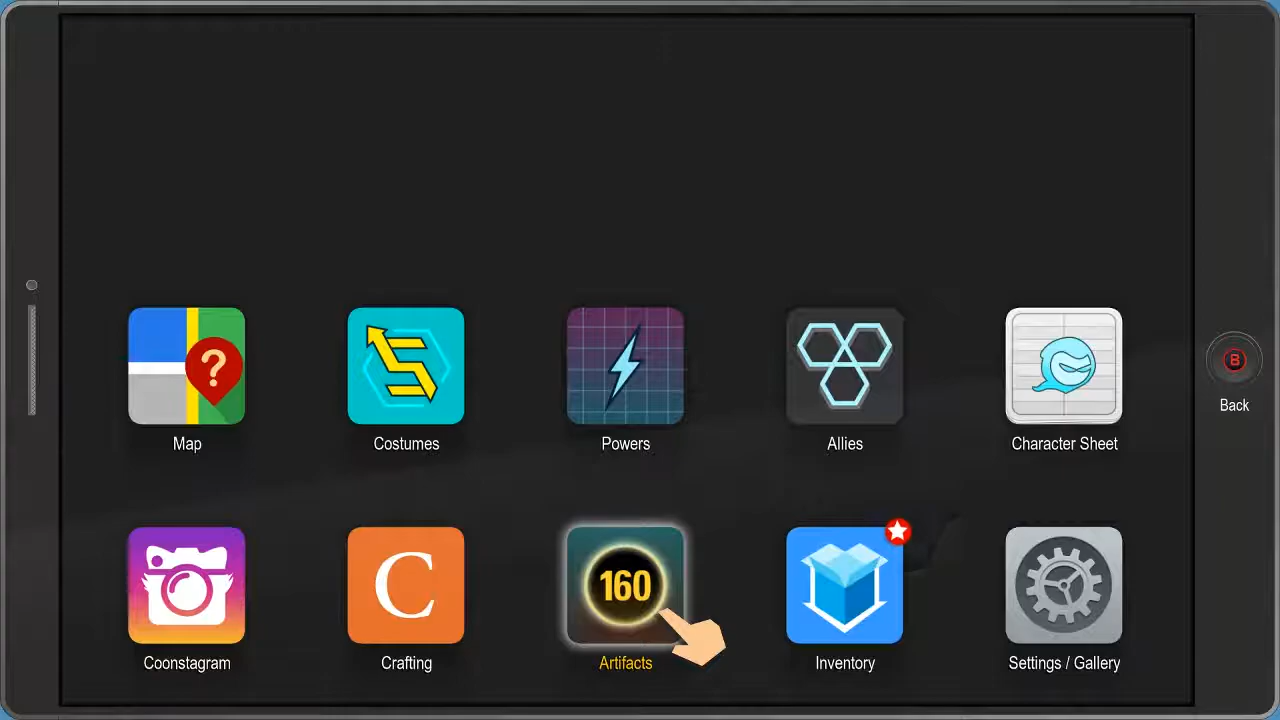 ?
Map
Costumes
Powers
Allies
Character Sheet
B
Back
C
160
Coonstagram
Crafting
Artifacts
Inventory
Settings / Gallery